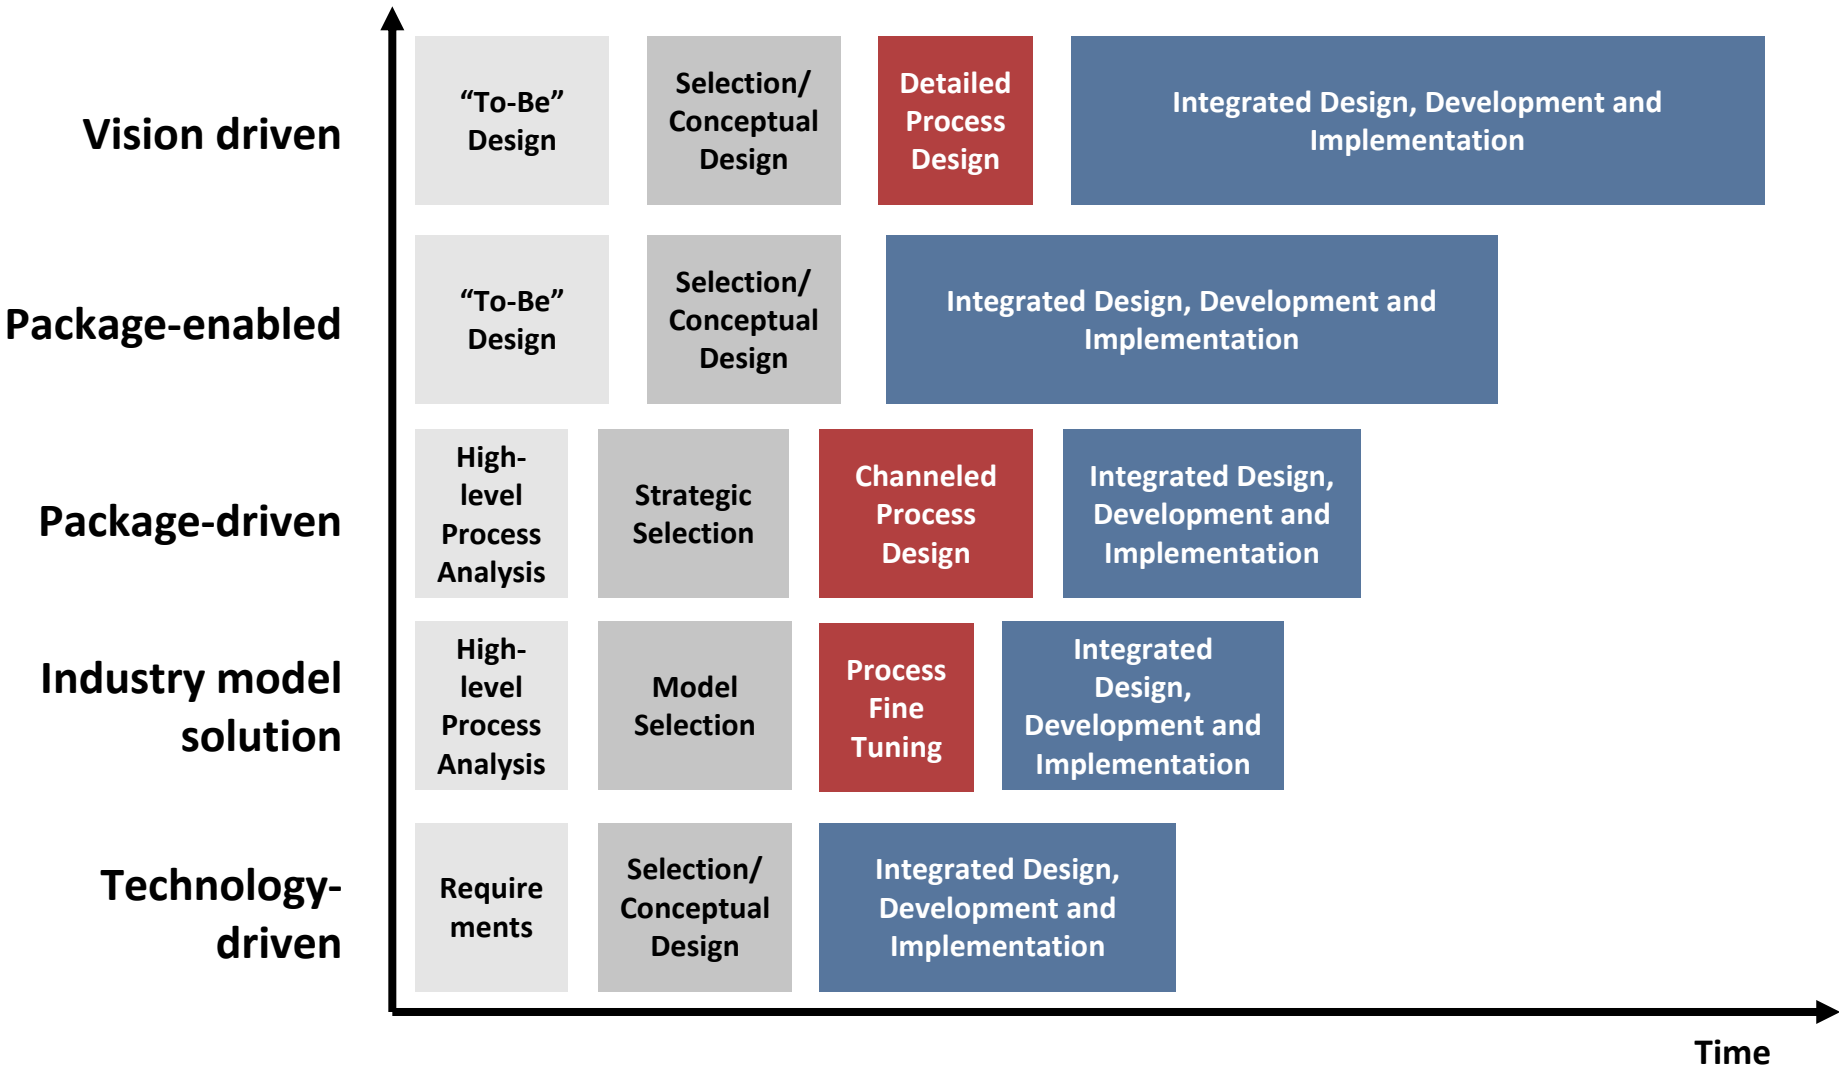 Vision driven
“To-Be”
Design
Selection/
Conceptual
Design
Detailed
Process
Design
Integrated Design, Development and
Implementation
Package-enabled
“To-Be”
Design
Selection/
Conceptual
Design
Integrated Design, Development and
Implementation
Package-driven
High-
level
Process
Analysis
Strategic
Selection
Channeled
Process
Design
Integrated Design,
Development and
Implementation
Industry model
solution
High-
level
Process
Analysis
Model
Selection
Process
Fine
Tuning
Integrated
Design,
Development and
Implementation
Technology-
driven
Require
ments
Selection/
Conceptual
Design
Integrated Design,
Development and
Implementation
Time